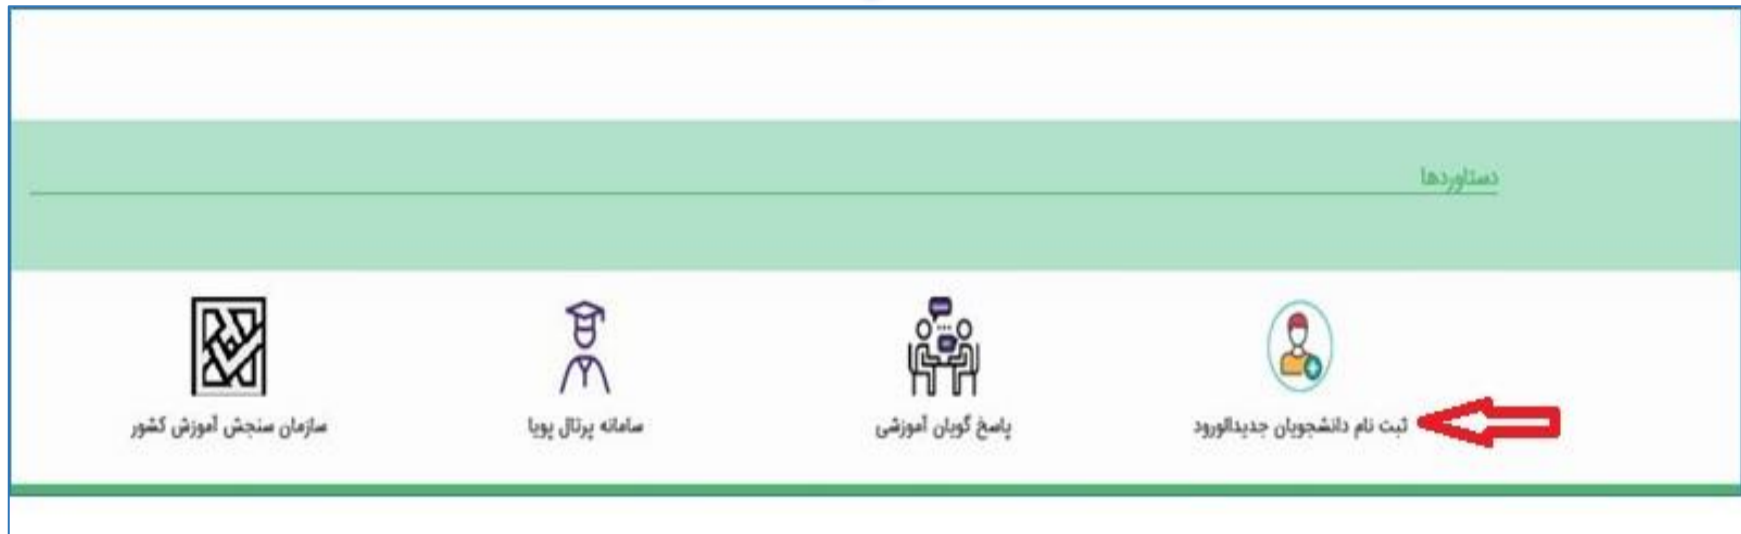 دستاوردها
ثبت نام دانشجویان جدیدالورود
پاسخ گویان آموزشی
سامانه پرتال پویا
سازمان سنجش آموزش کشور